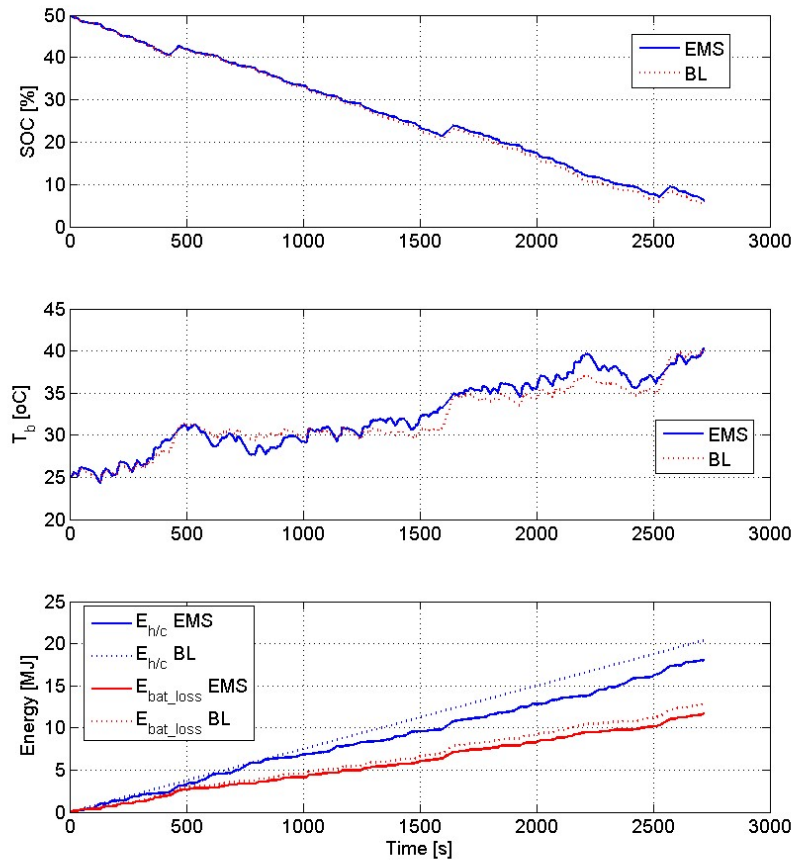 50
40
30
20
10
0
SOC [%]
EMS
BL
0 500 1000 1500 2000 2500 3000
45
40
35
30
25
20
T_b [oC]
EMS
BL
0 500 1000 1500 2000 2500 3000
25
20
15
10
5
0
Energy [MJ]
E_h/c EMS
E_h/c BL
E_bat_loss EMS
E_bat_loss BL
0 500 1000 1500 2000 2500 3000
Time [s]